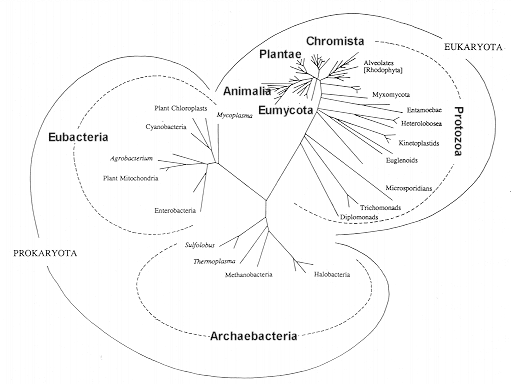 Chromista
EUKARYOTA
Plantae
Alveolates
[Rhodophyta]
Animalia
Myxomycota
Eumycota
Entamoebae
Heterolobosea
Protozoa
Plant Chloroplasts
Mycoplasma
Cyanobacteria
Eubacteria
Kinetoplastids
Euglenoids
Agrobacterium
Plant Mitochondria
Microsporidians
Enterobacteria
Trichomonads
Diplomonads
PROKARYOTA
Sulfolobus
Thermoplasma
Methanobacteria
Halobacteria
Archaebacteria